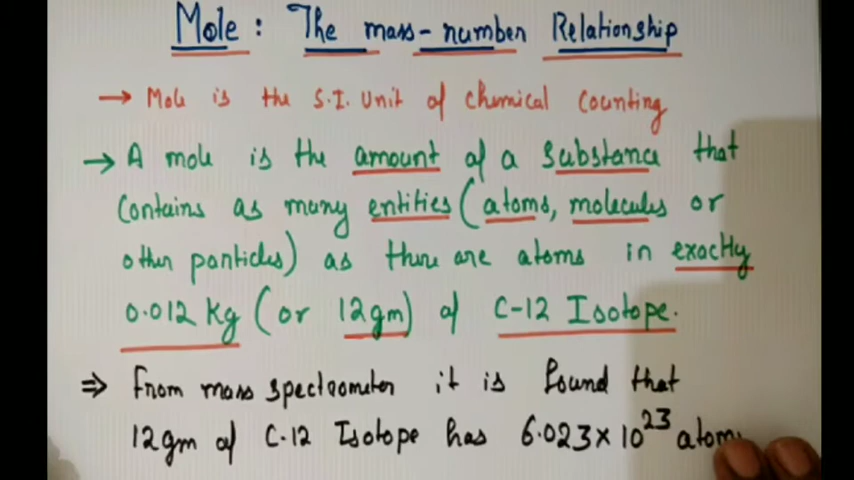 Mole: The mass-number Relationship
→ Mole is the S.I. Unit of chemical counting
→ A mole is the amount of a substance that
contains as many entities (atoms, molecules or
other particles) as there are atoms in exactly
0.012 Kg (or 12gm) of C-12 Isotope.
⇒ From mass spectrometer it is found that
12gm of C-12 Isotope has 6.023×10²³ atoms